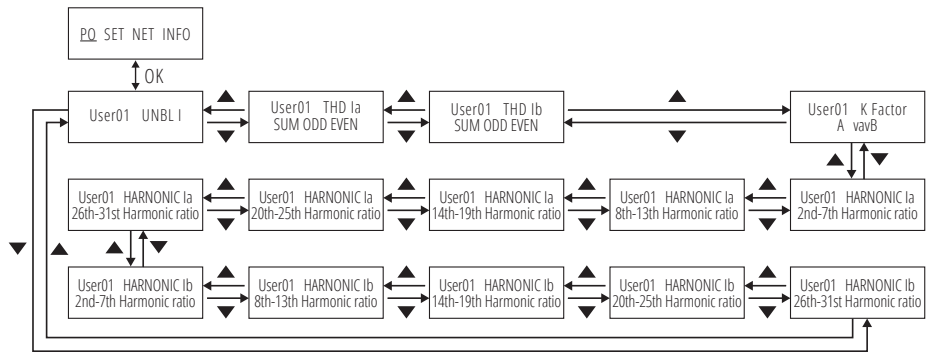 PQ SET NET INFO
OK
User01 UNBL I
User01 THD Ia
SUM ODD EVEN
User01 THD Ib
SUM ODD EVEN
User01 K Factor
A vavB
User01 HARNONIC Ia
26th-31st Harmonic ratio
User01 HARNONIC Ia
20th-25th Harmonic ratio
User01 HARNONIC Ia
14th-19th Harmonic ratio
User01 HARNONIC Ia
8th-13th Harmonic ratio
User01 HARNONIC Ia
2nd-7th Harmonic ratio
User01 HARNONIC Ib
2nd-7th Harmonic ratio
User01 HARNONIC Ib
8th-13th Harmonic ratio
User01 HARNONIC Ib
14th-19th Harmonic ratio
User01 HARNONIC Ib
20th-25th Harmonic ratio
User01 HARNONIC Ib
26th-31st Harmonic ratio